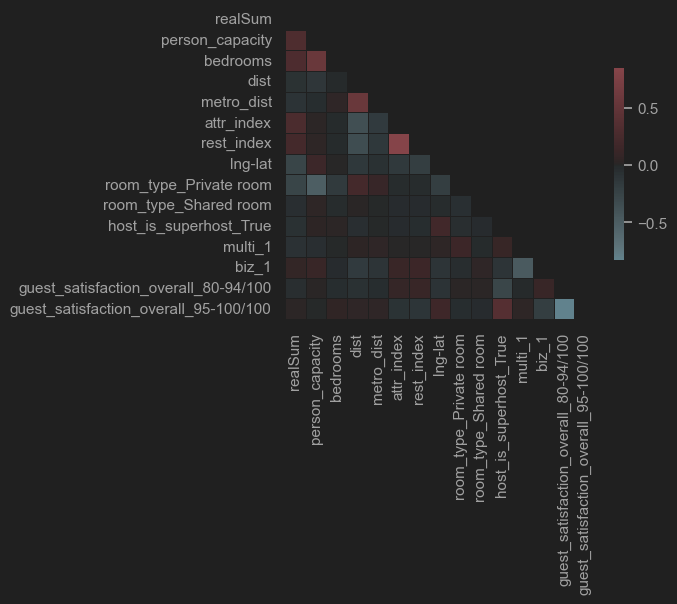 realSum
person_capacity
bedrooms
dist
metro_dist
attr_index
rest_index
lng-lat
room_type_Private room
room_type_Shared room
host_is_superhost_True
multi_1
biz_1
guest_satisfaction_overall_80-94/100
guest_satisfaction_overall_95-100/100
realSum
person_capacity
bedrooms
dist
metro_dist
attr_index
rest_index
lng-lat
room_type_Private room
room_type_Shared room
host_is_superhost_True
multi_1
biz_1
guest_satisfaction_overall_80-94/100
guest_satisfaction_overall_95-100/100
0.5
0.0
−0.5